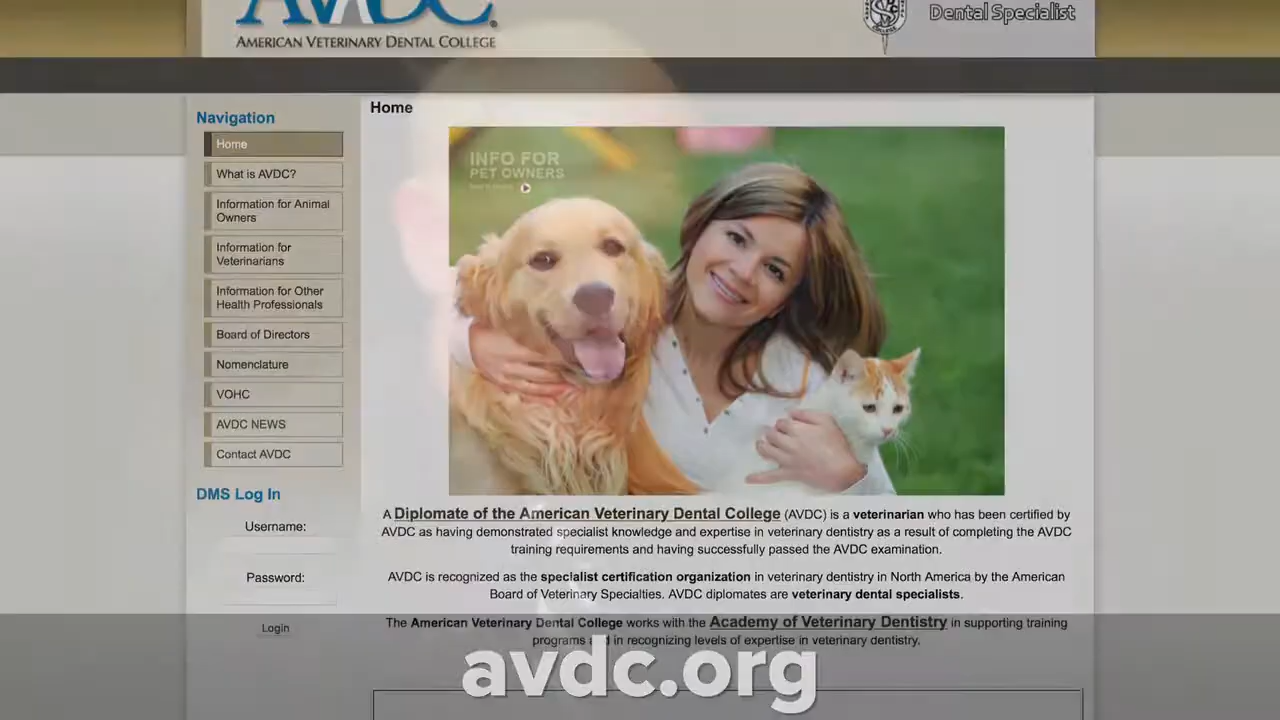 AVDC
AMERICAN VETERINARY DENTAL COLLEGE
Dental Specialist
Navigation
Home
What is AVDC?
Information for Animal
Owners
Information for
Veterinarians
Information for Other
Health Professionals
Board of Directors
Nomenclature
VOHC
AVDC NEWS
Contact AVDC
DMS Log In
Username:
Password:
Login
Home
INFO FOR
PET OWNERS
A Diplomate of the American Veterinary Dental College (AVDC) is a veterinarian who has been certified by
AVDC as having demonstrated specialist knowledge and expertise in veterinary dentistry as a result of completing the AVDC
training requirements and having successfully passed the AVDC examination.
AVDC is recognized as the specialist certification organization in veterinary dentistry in North America by the American
Board of Veterinary Specialties. AVDC diplomates are veterinary dental specialists.
The American Veterinary Dental College works with the Academy of Veterinary Dentistry in supporting training
programs and in recognizing levels of expertise in veterinary dentistry.
avdc.org